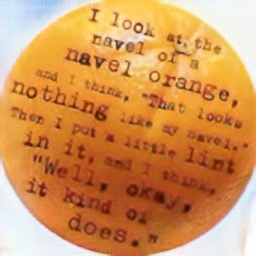 I look at the
navel of a
navel orange,
and I think, "That looks
nothing like my navel."
Then I put a little lint
in it, and I think,
"Well, okay,
it kind of
does."